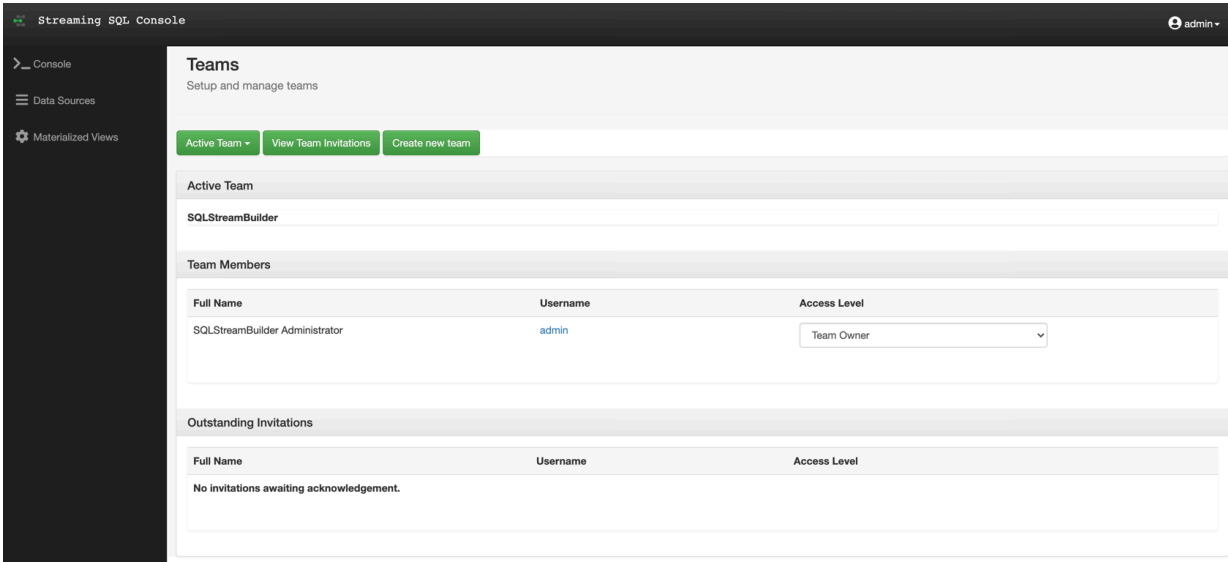 Streaming SQL Console
admin
Console
Data Sources
Materialized Views
Teams
Setup and manage teams
Active Team View Team Invitations Create new team
Active Team
SQLStreamBuilder
Team Members
Full Name Username Access Level
SQLStreamBuilder Administrator admin Team Owner
Outstanding Invitations
Full Name Username Access Level
No invitations awaiting acknowledgement.